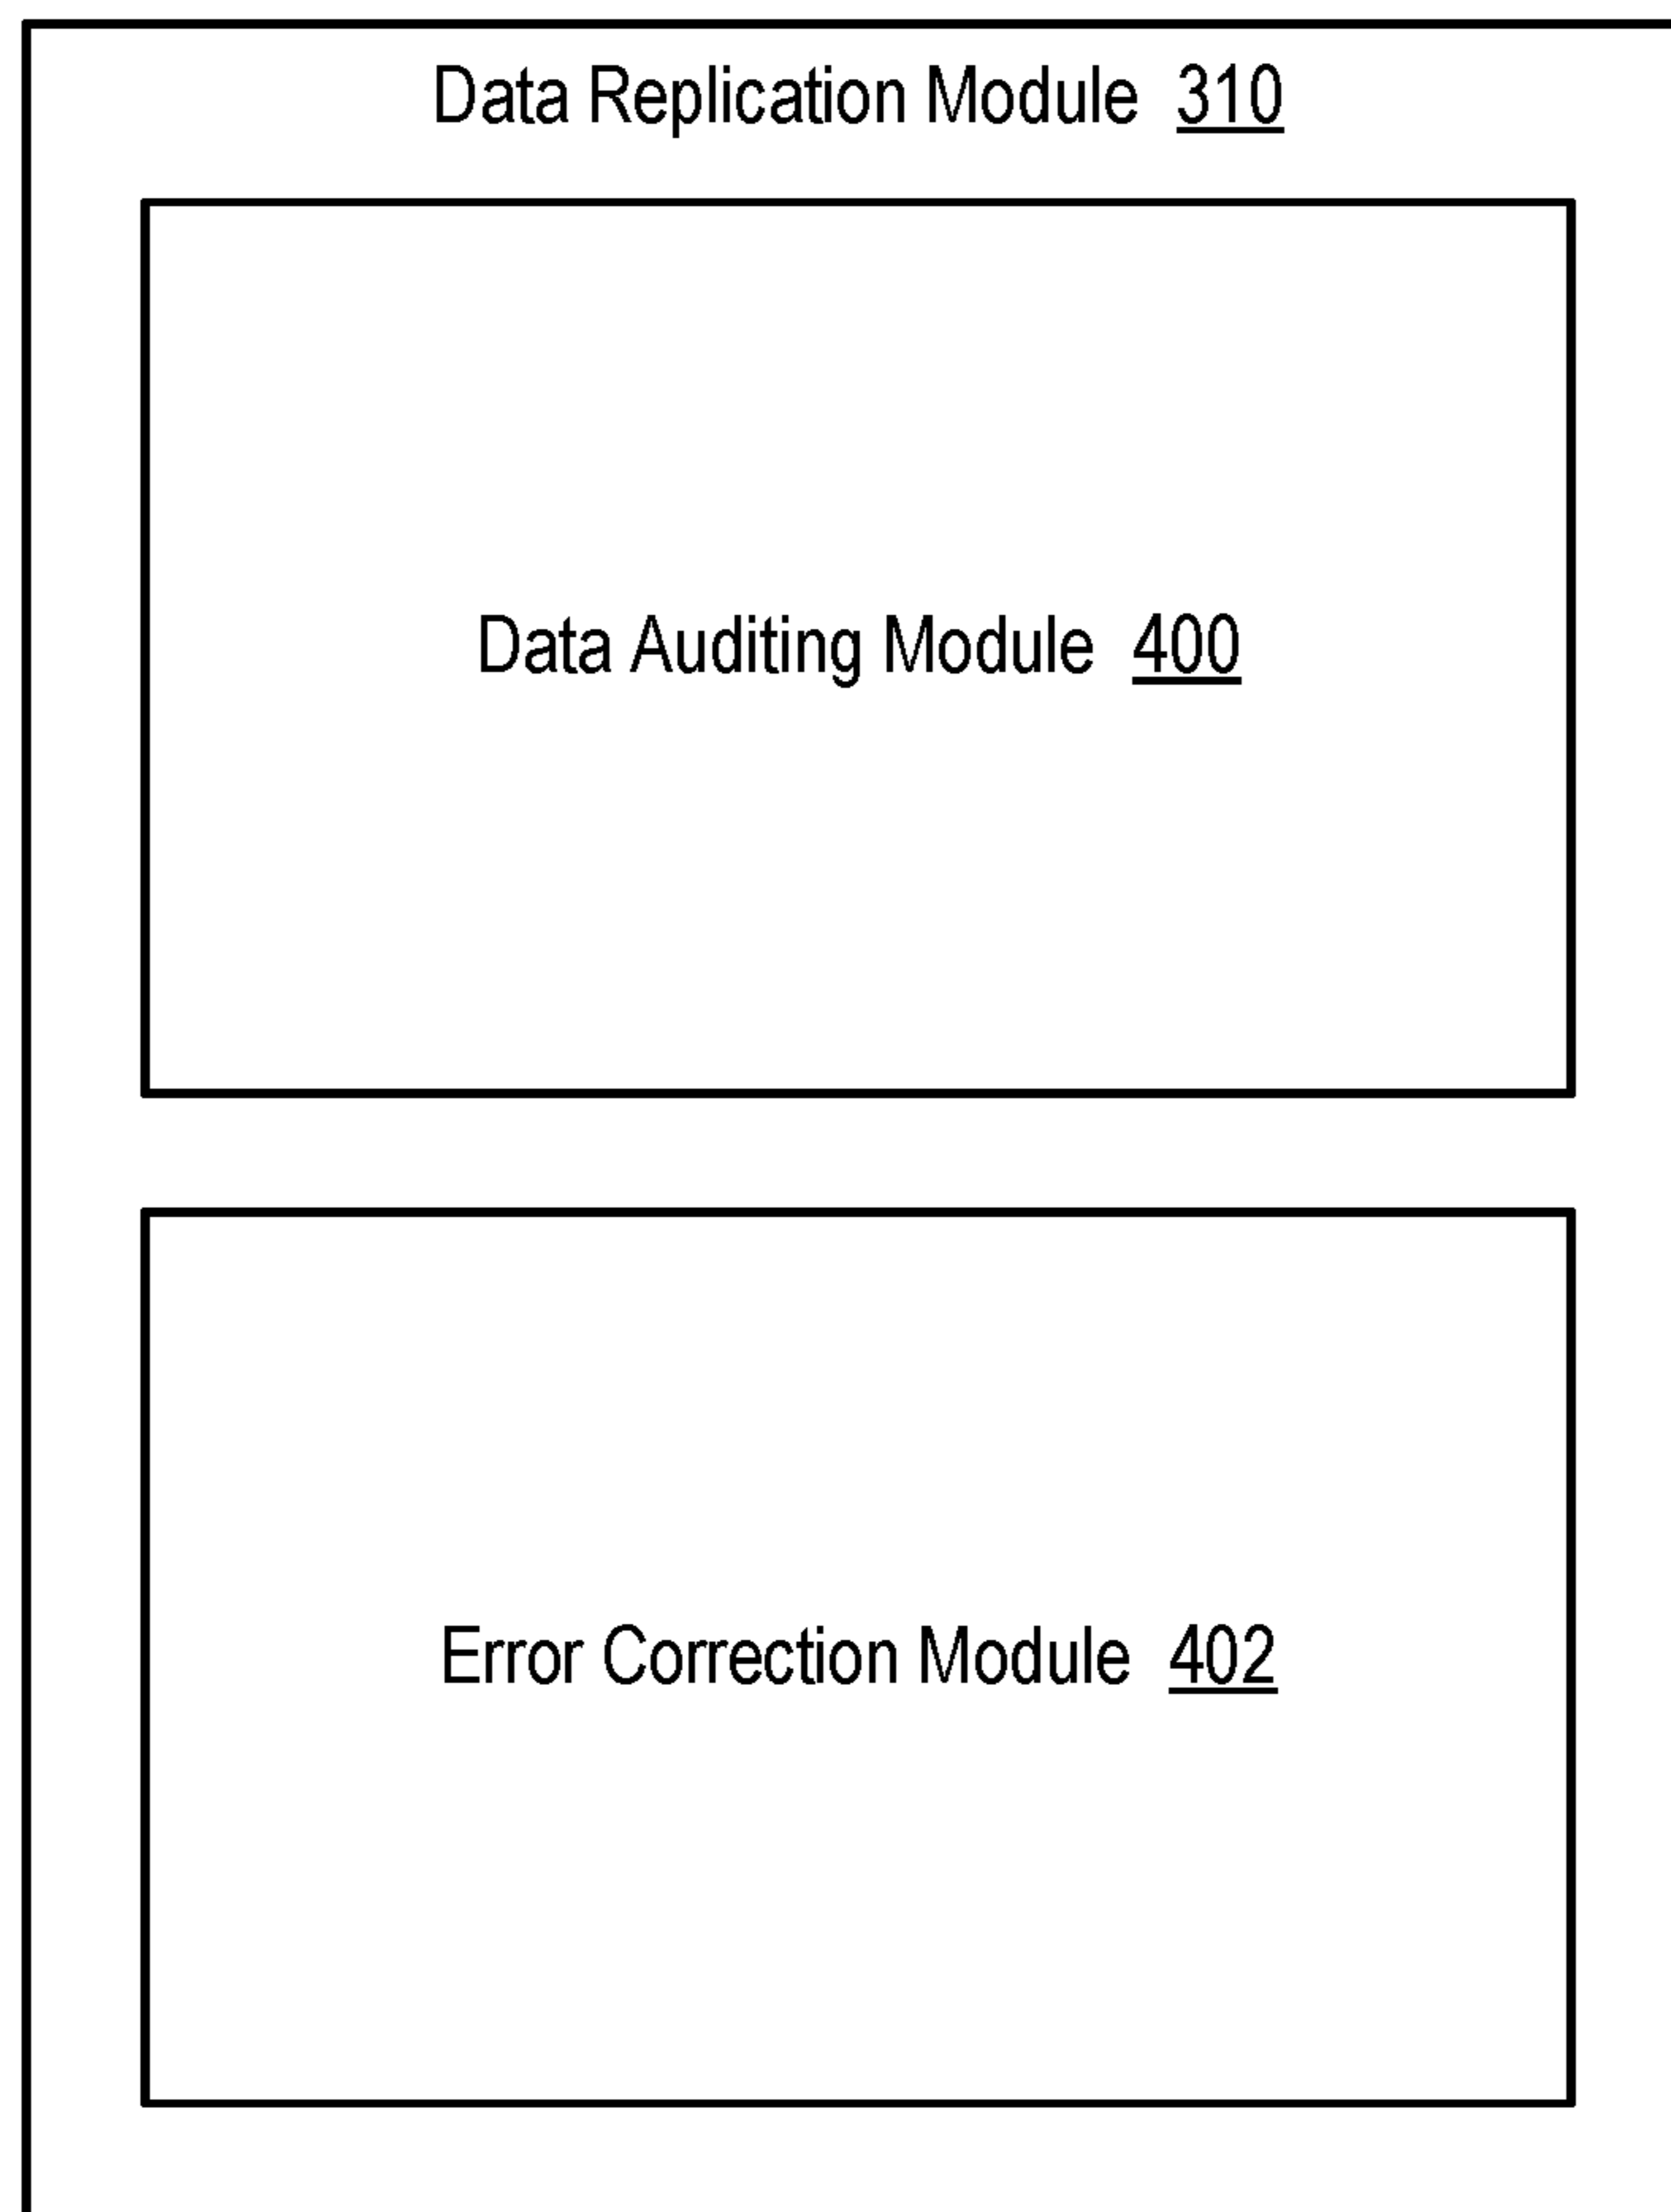 Data Replication Module 310
Data Auditing Module 400
Error Correction Module 402